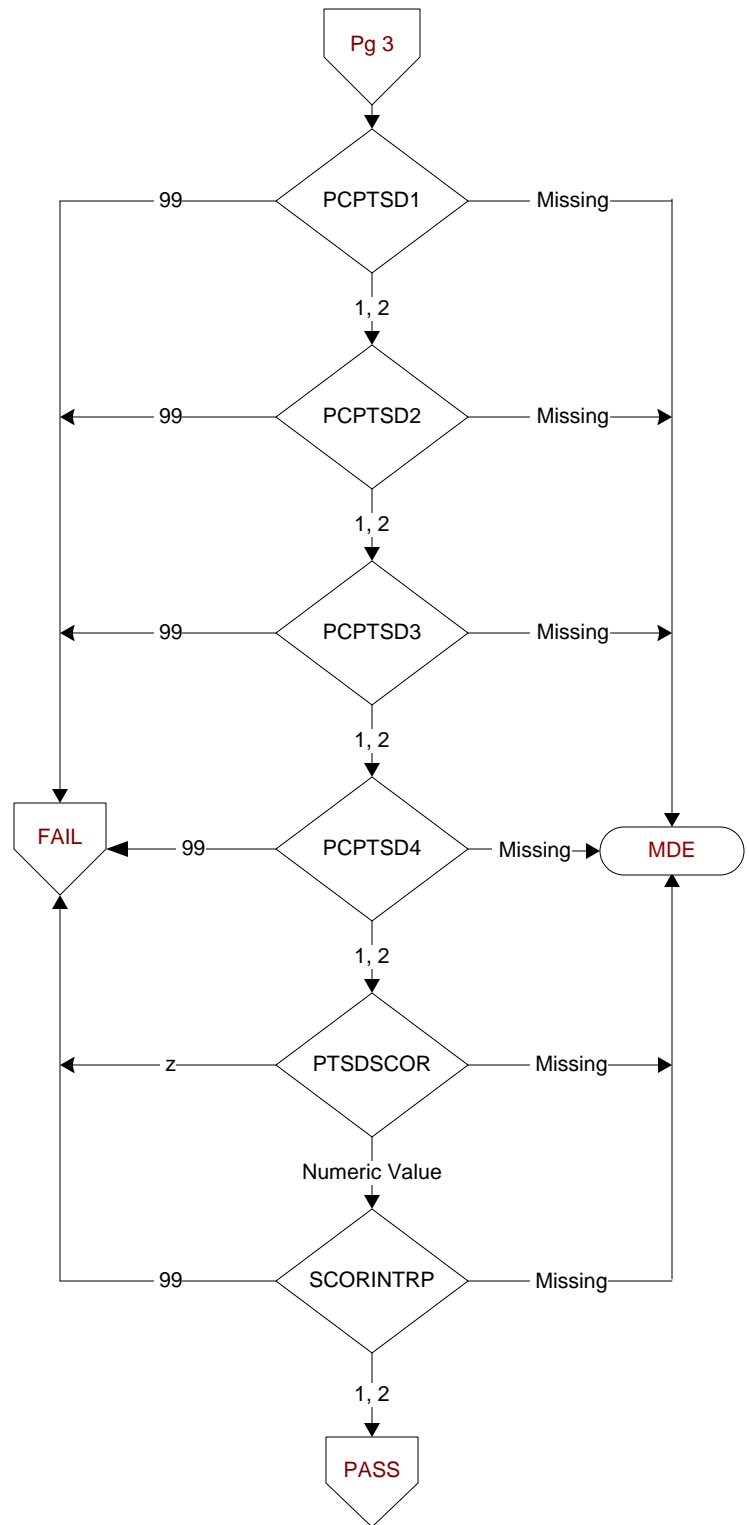 Pg 3
99 PCPTSD1 Missing
1, 2
99 PCPTSD2 Missing
1, 2
99 PCPTSD3 Missing
1, 2
FAIL 99 PCPTSD4 Missing MDE
1, 2
z PTSDSCOR Missing
Numeric Value
99 SCORINTRP Missing
1, 2
PASS